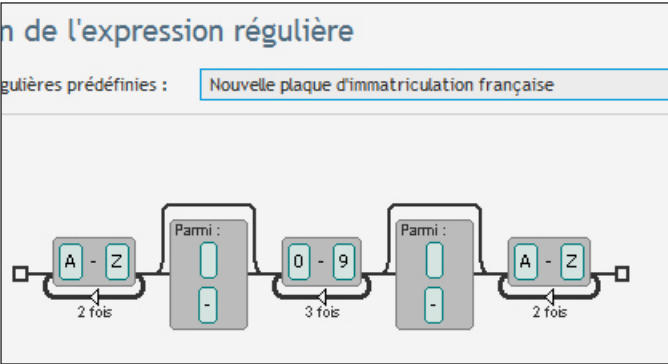 n de l'expression régulière
gulières prédéfinies : Nouvelle plaque d'immatriculation française
Parmi : Parmi :
A - Z 0 - 9 A - Z
- -
2 fois 3 fois 2 fois